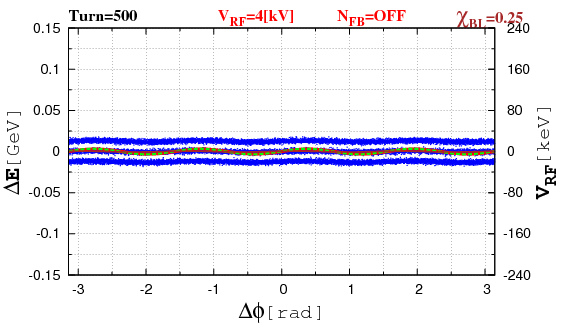 Turn=500 V_RF=4[kV] N_FB=OFF χ_BL=0.25
0.15 240
0.1 160
0.05 80
0 0
-0.05 -80
-0.1 -160
-0.15 -240
-3 -2 -1 0 1 2 3
ΔE[GeV]
V_RF[keV]
Δϕ[rad]